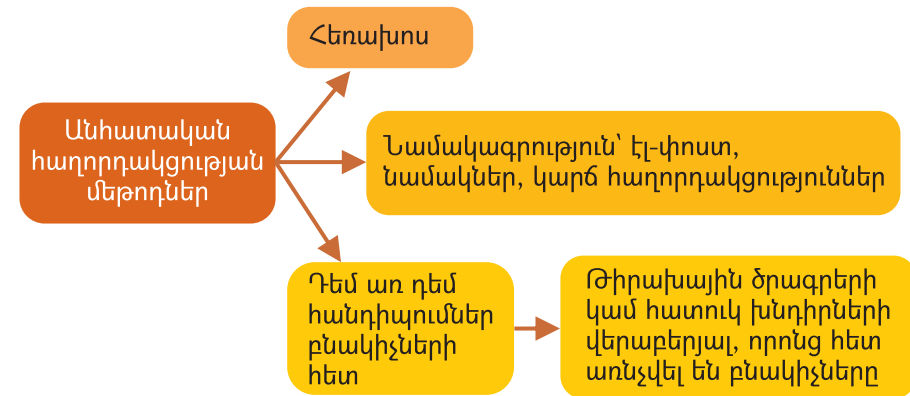 Հեռախոս
Անհատական
հաղորդակցության
մեթոդներ
Նամակագրություն՝ էլ-փոստ,
նամակներ, կարճ հաղորդակցություններ
Դեմ առ դեմ
հանդիպումներ
բնակիչների
հետ
Թիրախային ծրագրերի
կամ հատուկ խնդիրների
վերաբերյալ, որոնց հետ
առնչվել են բնակիչները